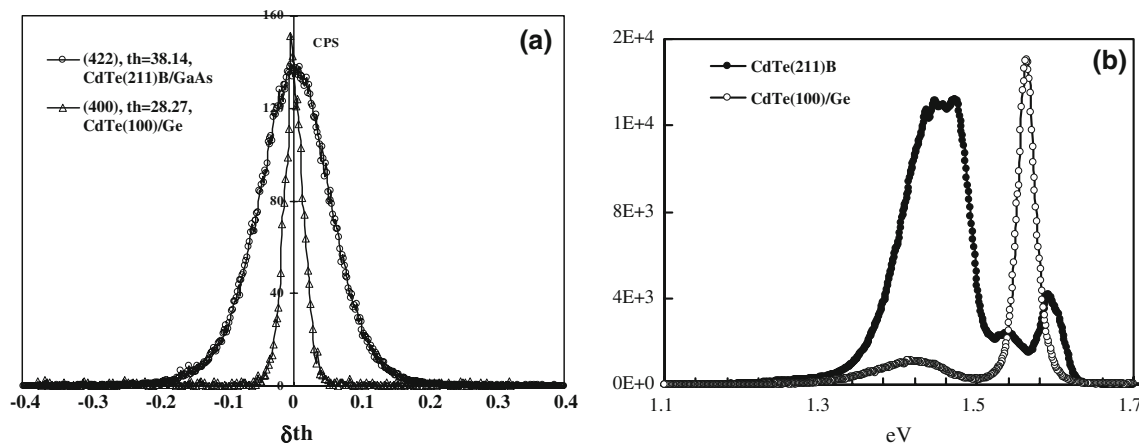 160
CPS
(a)
(422), th=38.14,
CdTe(211)B/GaAs
(400), th=28.27,
CdTe(100)/Ge
120
80
40
0
-0.4
-0.3
-0.2
-0.1
0
0.1
0.2
0.3
0.4
δth
2E+4
(b)
CdTe(211)B
CdTe(100)/Ge
1E+4
8E+3
4E+3
0E+0
1.1
1.3
1.5
1.7
eV